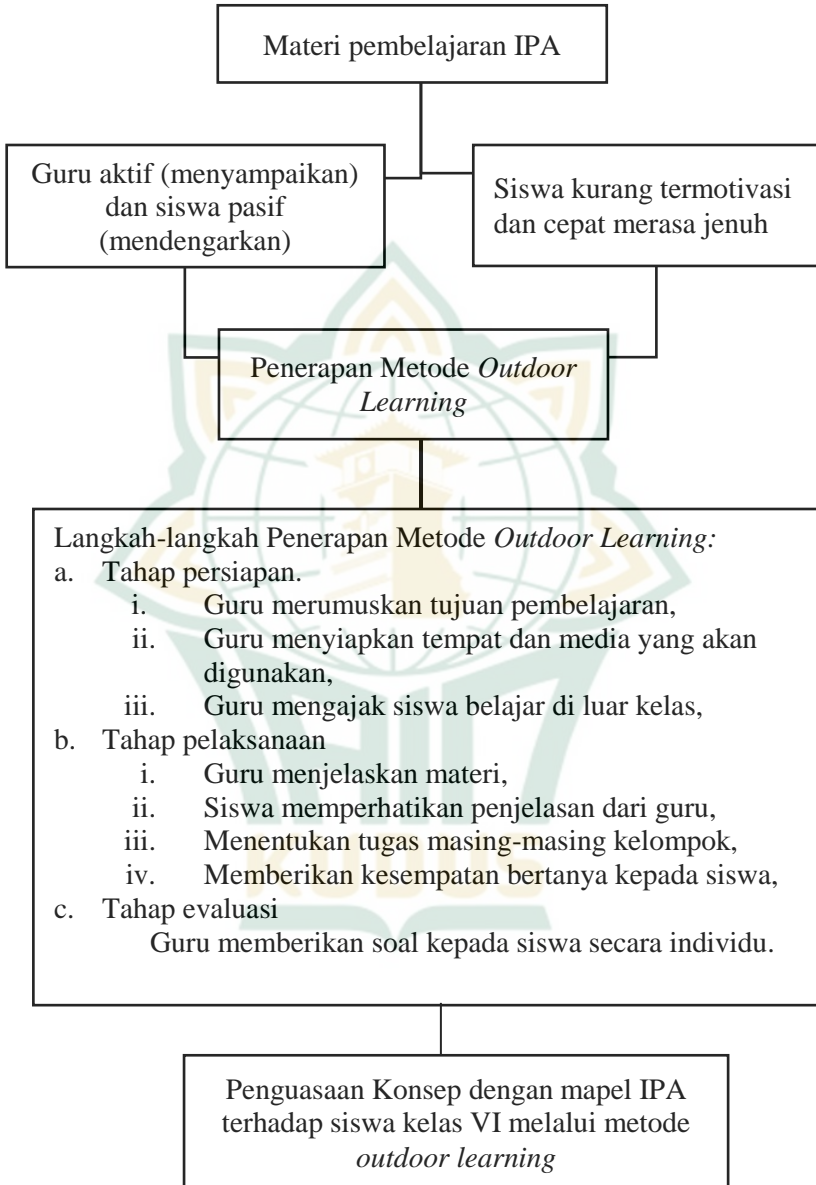 Materi pembelajaran IPA
Guru aktif (menyampaikan)
dan siswa pasif
(mendengarkan)
Siswa kurang termotivasi
dan cepat merasa jenuh
Penerapan Metode Outdoor
Learning
Langkah-langkah Penerapan Metode Outdoor Learning:
a. Tahap persiapan.
i. Guru merumuskan tujuan pembelajaran,
ii. Guru menyiapkan tempat dan media yang akan
digunakan,
iii. Guru mengajak siswa belajar di luar kelas,
b. Tahap pelaksanaan
i. Guru menjelaskan materi,
ii. Siswa memperhatikan penjelasan dari guru,
iii. Menentukan tugas masing-masing kelompok,
iv. Memberikan kesempatan bertanya kepada siswa,
KUDUS
c. Tahap evaluasi
Guru memberikan soal kepada siswa secara individu.
Penguasaan Konsep dengan mapel IPA
terhadap siswa kelas VI melalui metode
outdoor learning